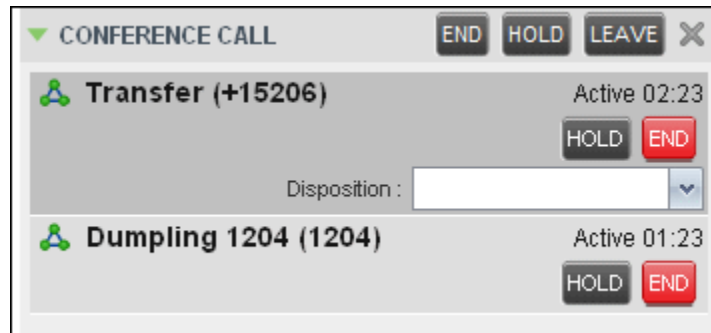 CONFERENCE CALL END HOLD LEAVE
Transfer (+15206) Active 02:23
HOLD END
Disposition :
Dumpling 1204 (1204) Active 01:23
HOLD END